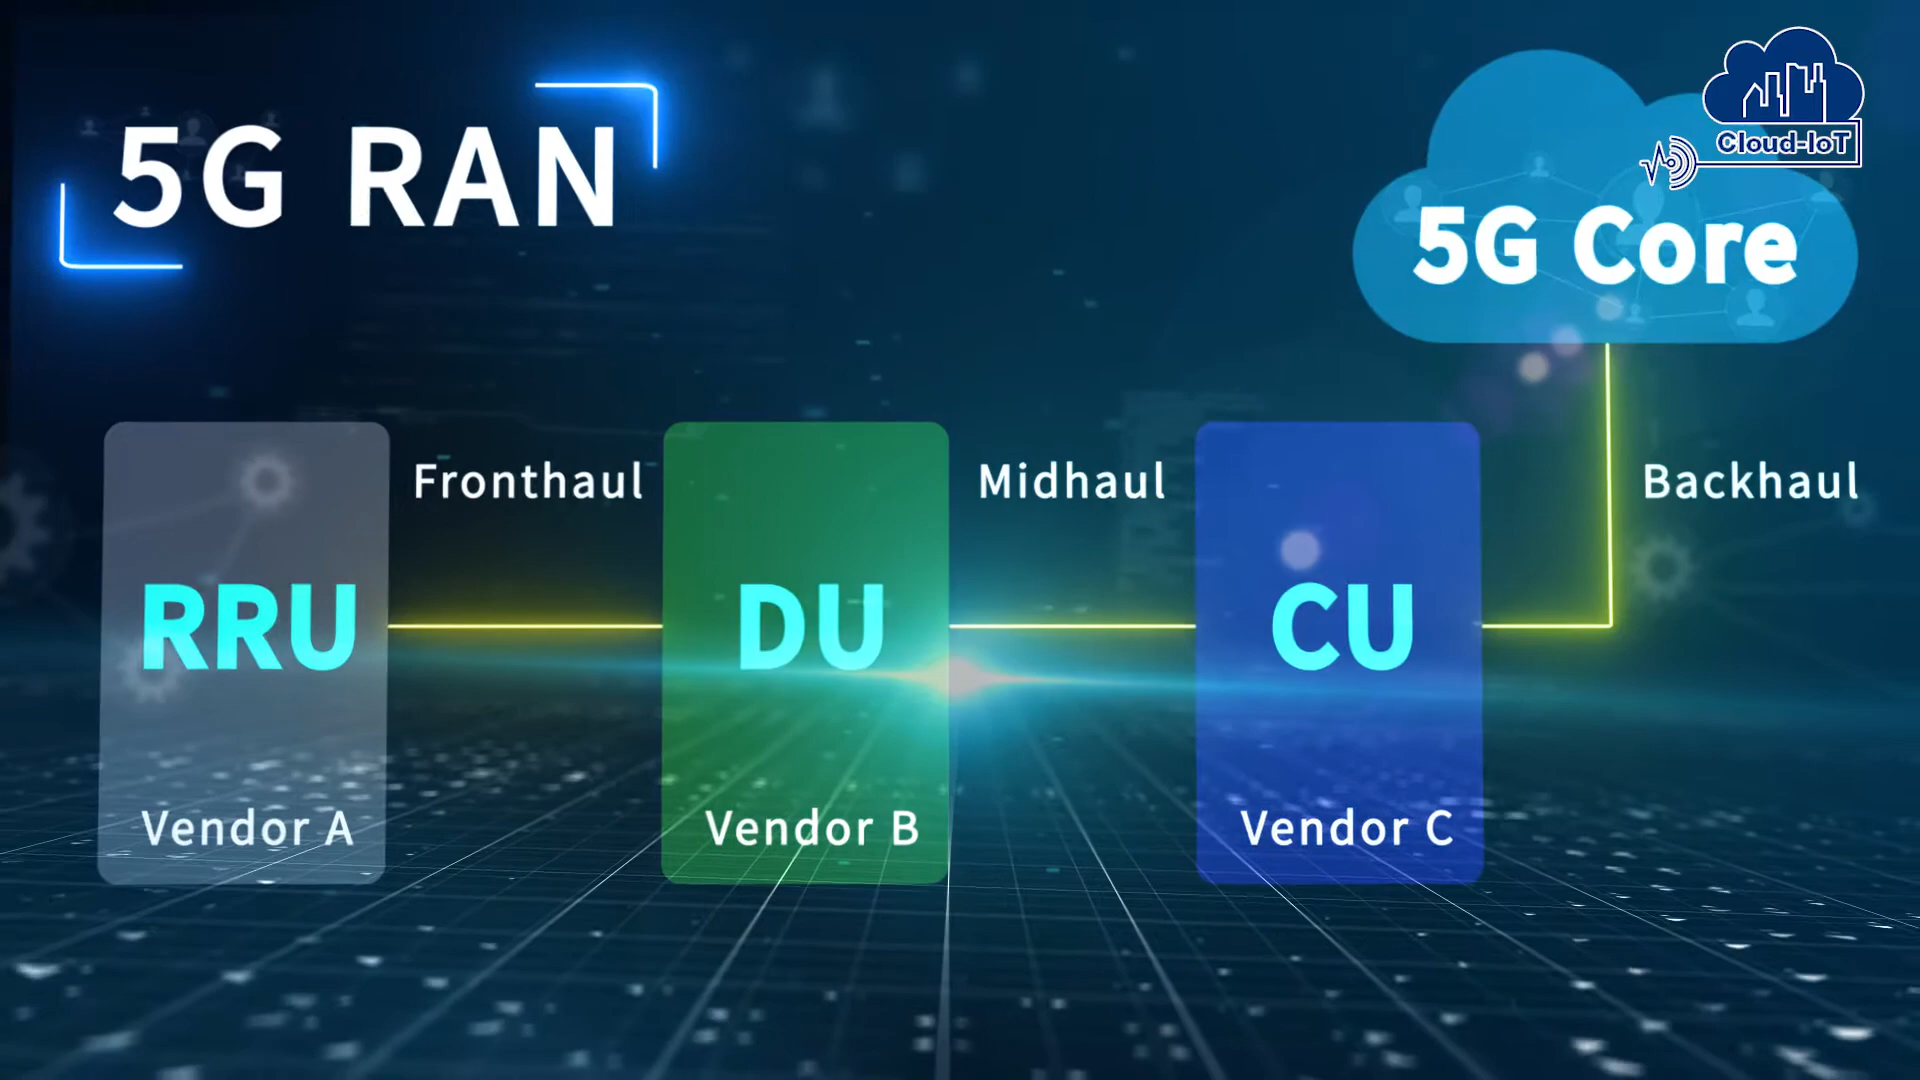 5G RAN
Cloud-IoT
5G Core
Fronthaul
Midhaul
Backhaul
RRU
DU
CU
Vendor A
Vendor B
Vendor C